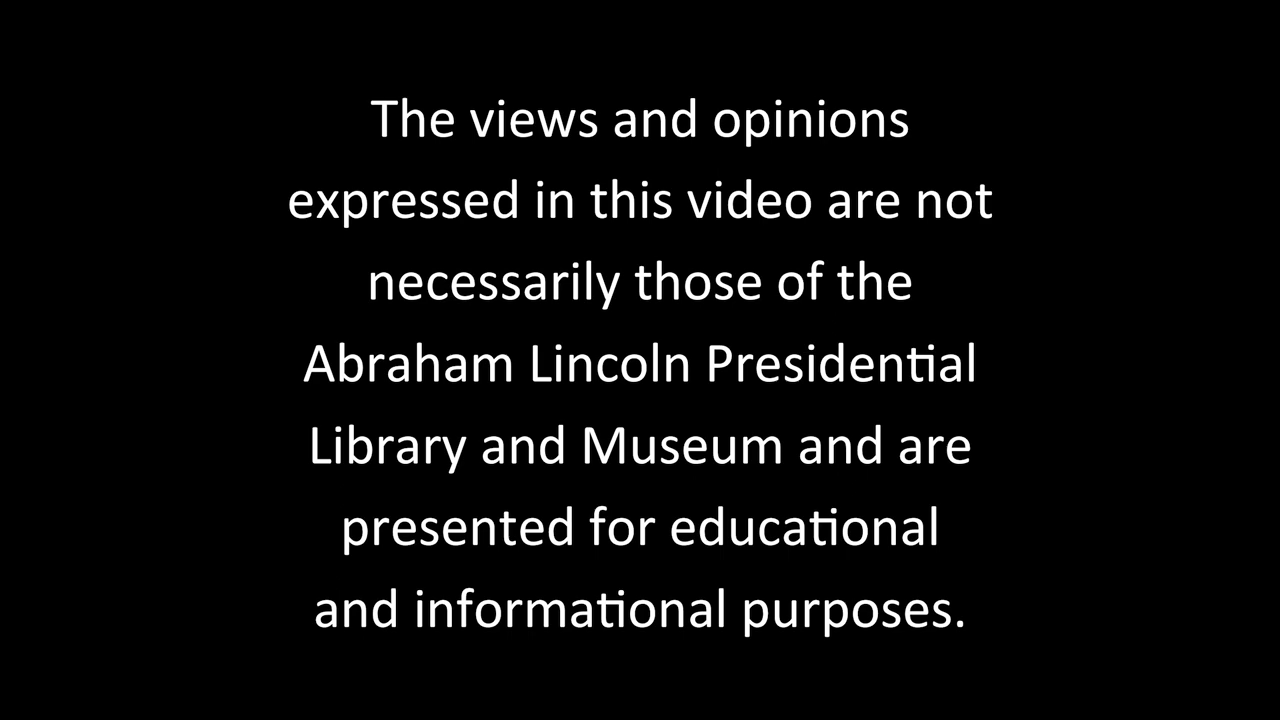 The views and opinions
expressed in this video are not
necessarily those of the
Abraham Lincoln Presidential
Library and Museum and are
presented for educational
and informational purposes.